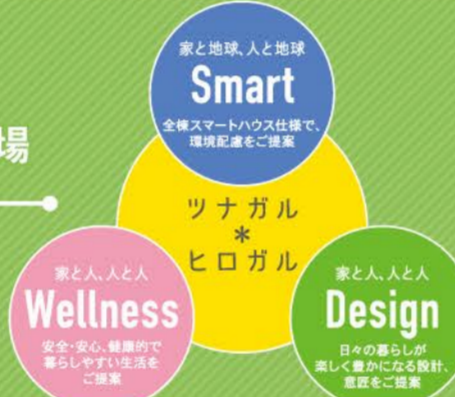 家と地球、人と地球
Smart
全棟スマートハウス仕様で、
環境配慮をご提案
場
ツナガル
*
ヒロガル
家と人、人と人
Wellness
安全・安心、健康的で
暮らしやすい生活を
ご提案
家と人、人と人
Design
日々の暮らしが
楽しく豊かになる設計、
意匠をご提案